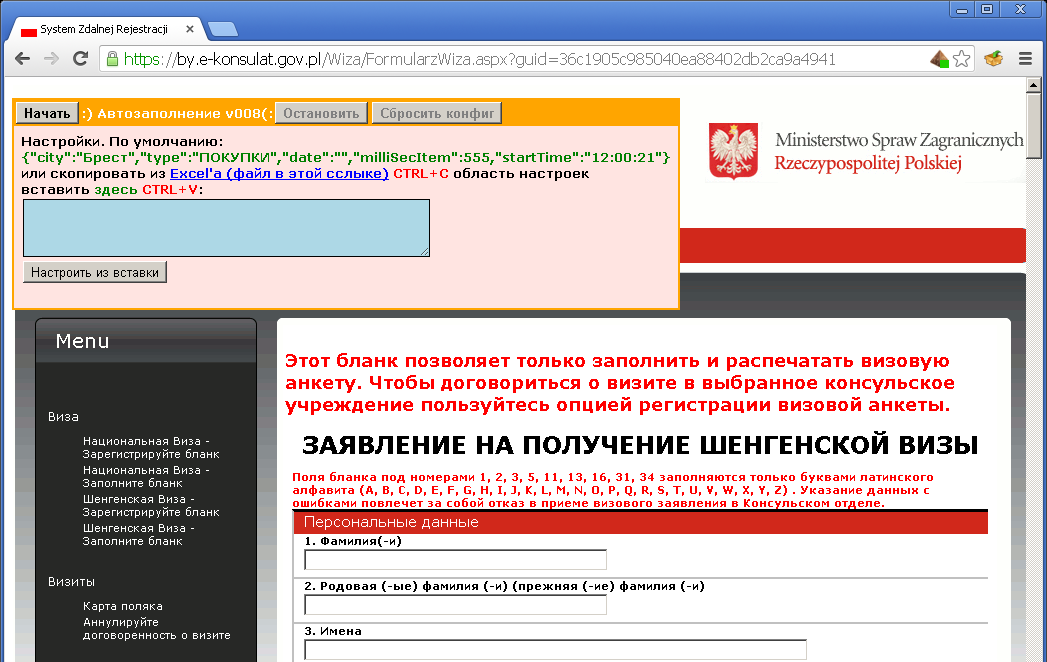 System Zdalnej Rejestracji
https://by.e-konsulat.gov.pl/Wiza/FormularzWiza.aspx?guid=36c1905c985040ea88402db2ca9a4941
Начать :) Автозаполнение v008(: Остановить Сбросить конфиг
Настройки. По умолчанию:
{"city":"Брест","type":"ПОКУПКИ","date":"","milliSecItem":555,"startTime":"12:00:21"}
или скопировать из Excel'а (файл в этой сслыке) CTRL+C область настроек
вставить здесь CTRL+V:
Настроить из вставки
Ministerstwo Spraw Zagranicznych
Rzeczypospolitej Polskiej
Menu
Виза
Национальная Виза -
Зарегистрируйте бланк
Национальная Виза -
Заполните бланк
Шенгенская Виза -
Зарегистрируйте бланк
Шенгенская Виза -
Заполните бланк
Визиты
Карта поляка
Аннулируйте
договоренность о визите
Этот бланк позволяет только заполнить и распечатать визовую
анкету. Чтобы договориться о визите в выбранное консульское
учреждение пользуйтесь опцией регистрации визовой анкеты.
ЗАЯВЛЕНИЕ НА ПОЛУЧЕНИЕ ШЕНГЕНСКОЙ ВИЗЫ
Поля бланка под номерами 1, 2, 3, 5, 11, 13, 16, 31, 34 заполняются только буквами латинского
алфавита (A, B, C, D, E, F, G, H, I, J, K, L, M, N, O, P, Q, R, S, T, U, V, W, X, Y, Z) . Указание данных с
ошибками повлечет за собой отказ в приеме визового заявления в Консульском отделе.
Персональные данные
1. Фамилия(-и)
2. Родовая (-ые) фамилия (-и) (прежняя (-ие) фамилия (-и)
3. Имена